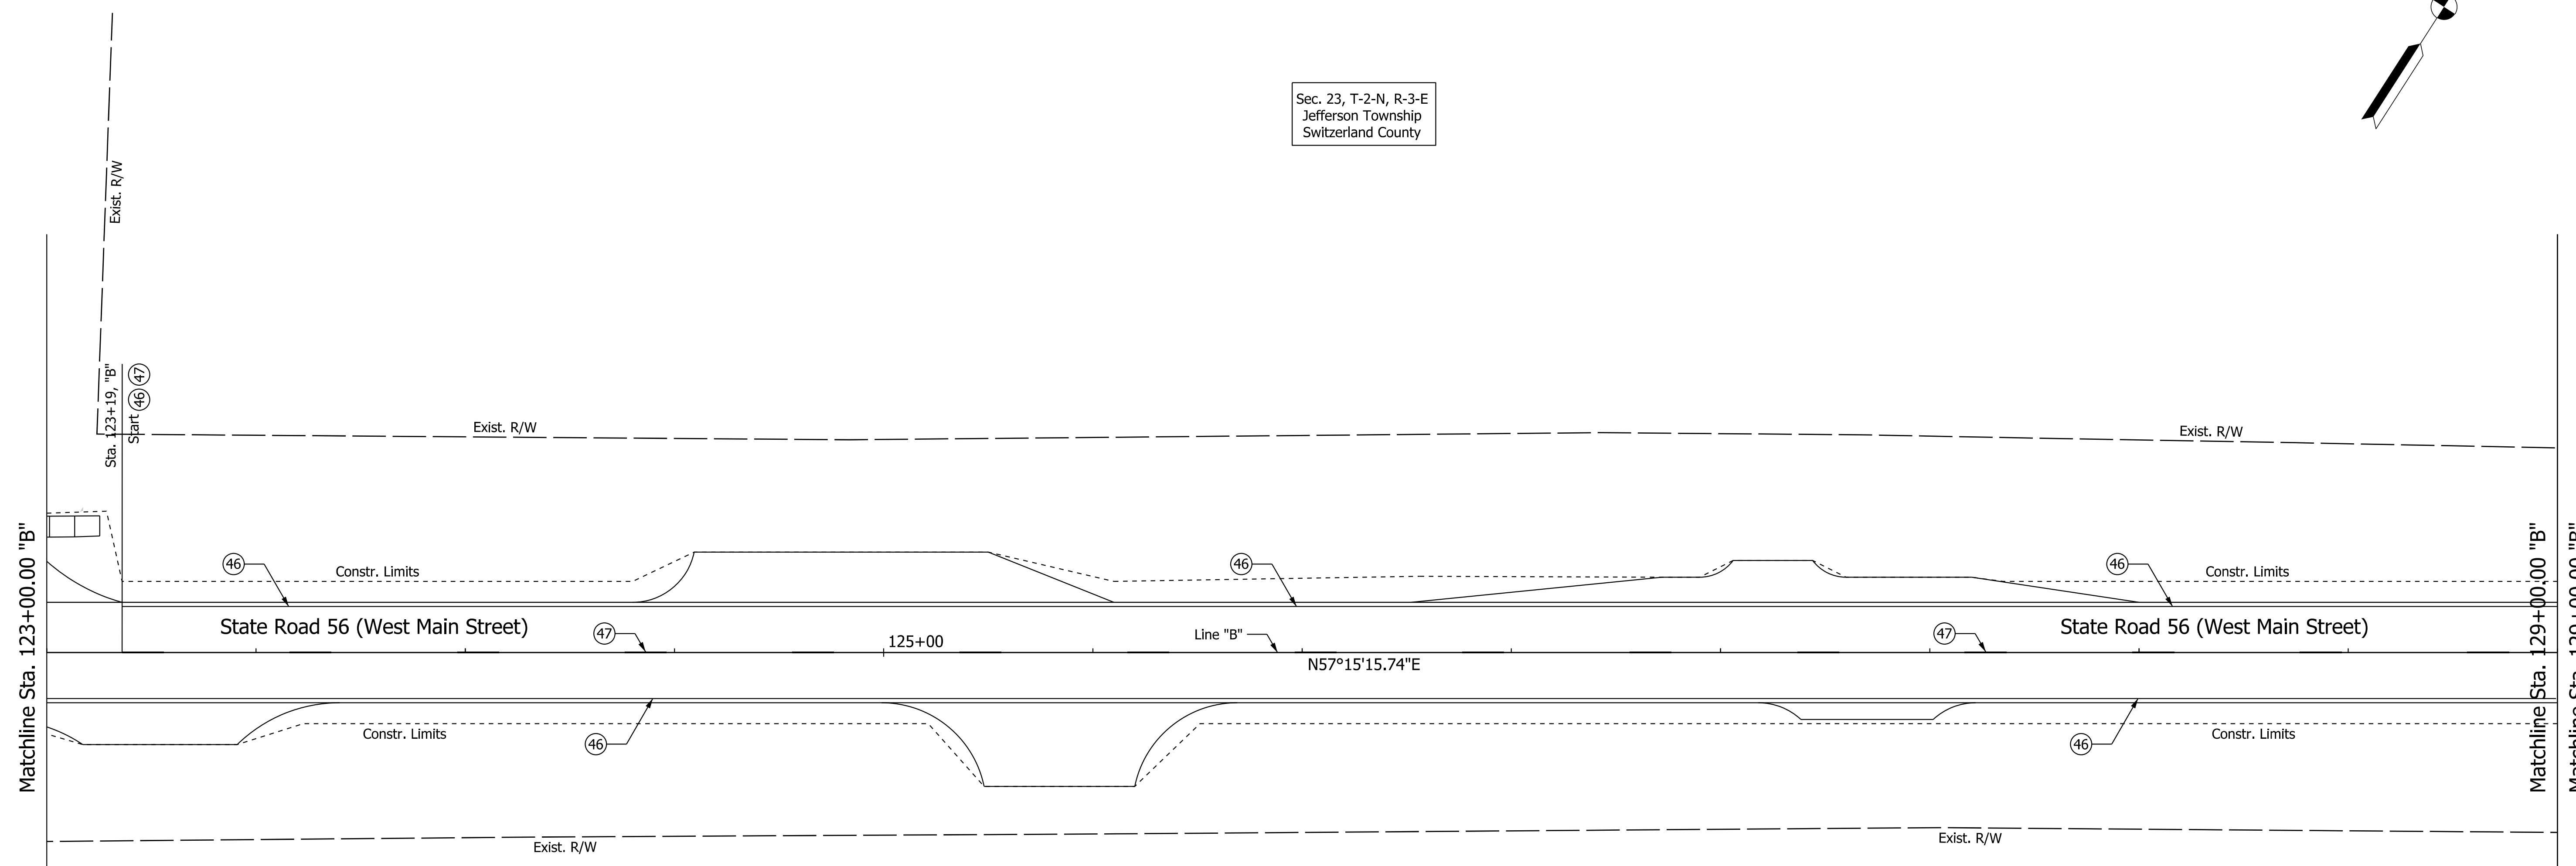 Sec. 23, T-2-N, R-3-E
Jefferson Township
Switzerland County
Exist. R/W
Sta. 123+19, "B"
Start 46 47
Exist. R/W
Exist. R/W
Matchline Sta. 123+00.00 "B"
46
Constr. Limits
46
46
Constr. Limits
State Road 56 (West Main Street)
State Road 56 (West Main Street)
47
125+00
Line "B"
47
N57°15'15.74"E
Constr. Limits
46
46
Constr. Limits
Exist. R/W
Exist. R/W
Matchline Sta. 129+00.00 "B"